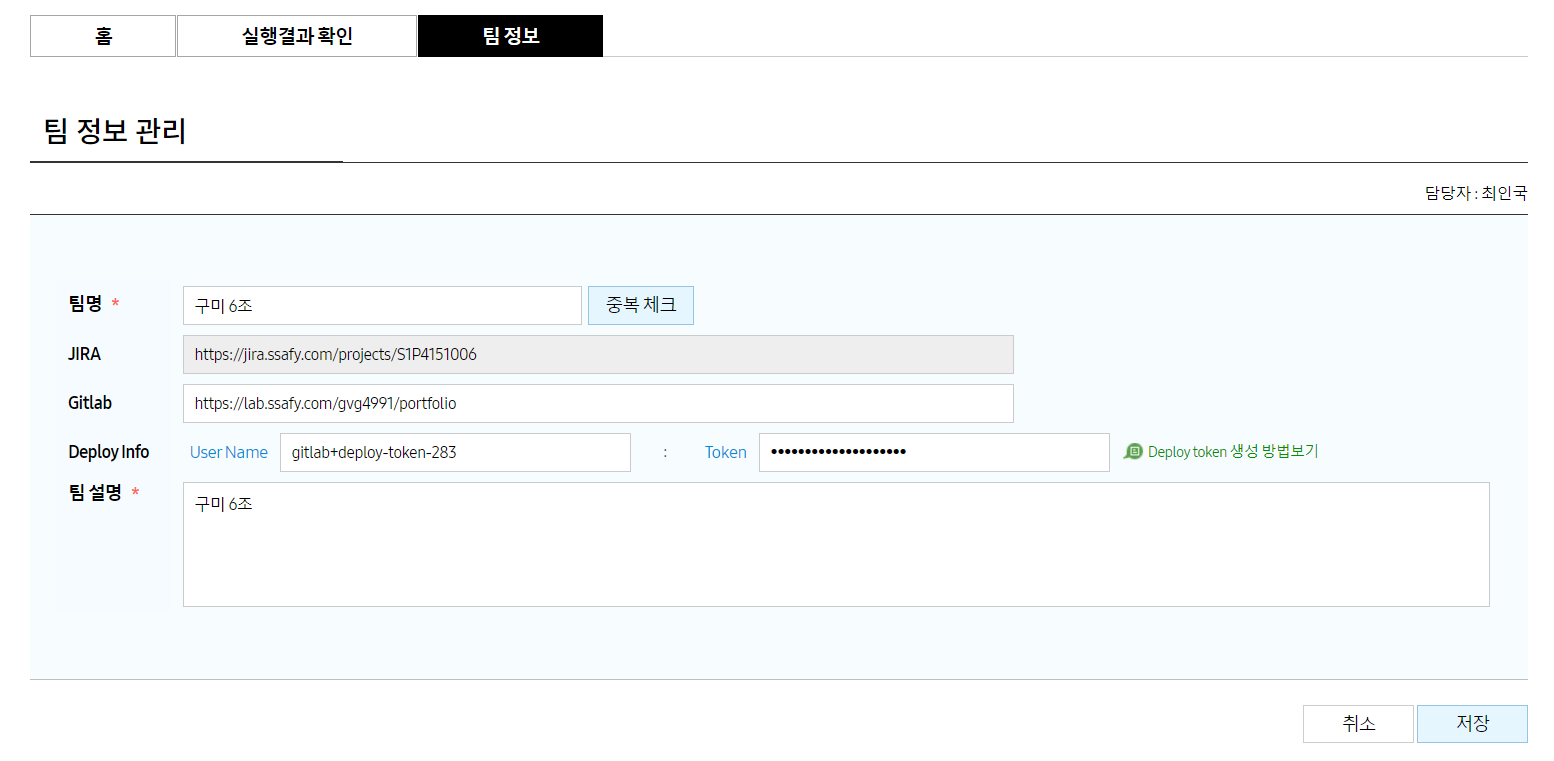 홈 실행결과 확인 팀 정보
팀 정보 관리
담당자 : 최인국
팀명 * 구미 6조 중복 체크
JIRA https://jira.ssafy.com/projects/S1P4151006
Gitlab https://lab.ssafy.com/gvg4991/portfolio
Deploy Info User Name gitlab+deploy-token-283 : Token •••••••••••••••••••• Deploy token 생성 방법보기
팀 설명 * 구미 6조
취소 저장